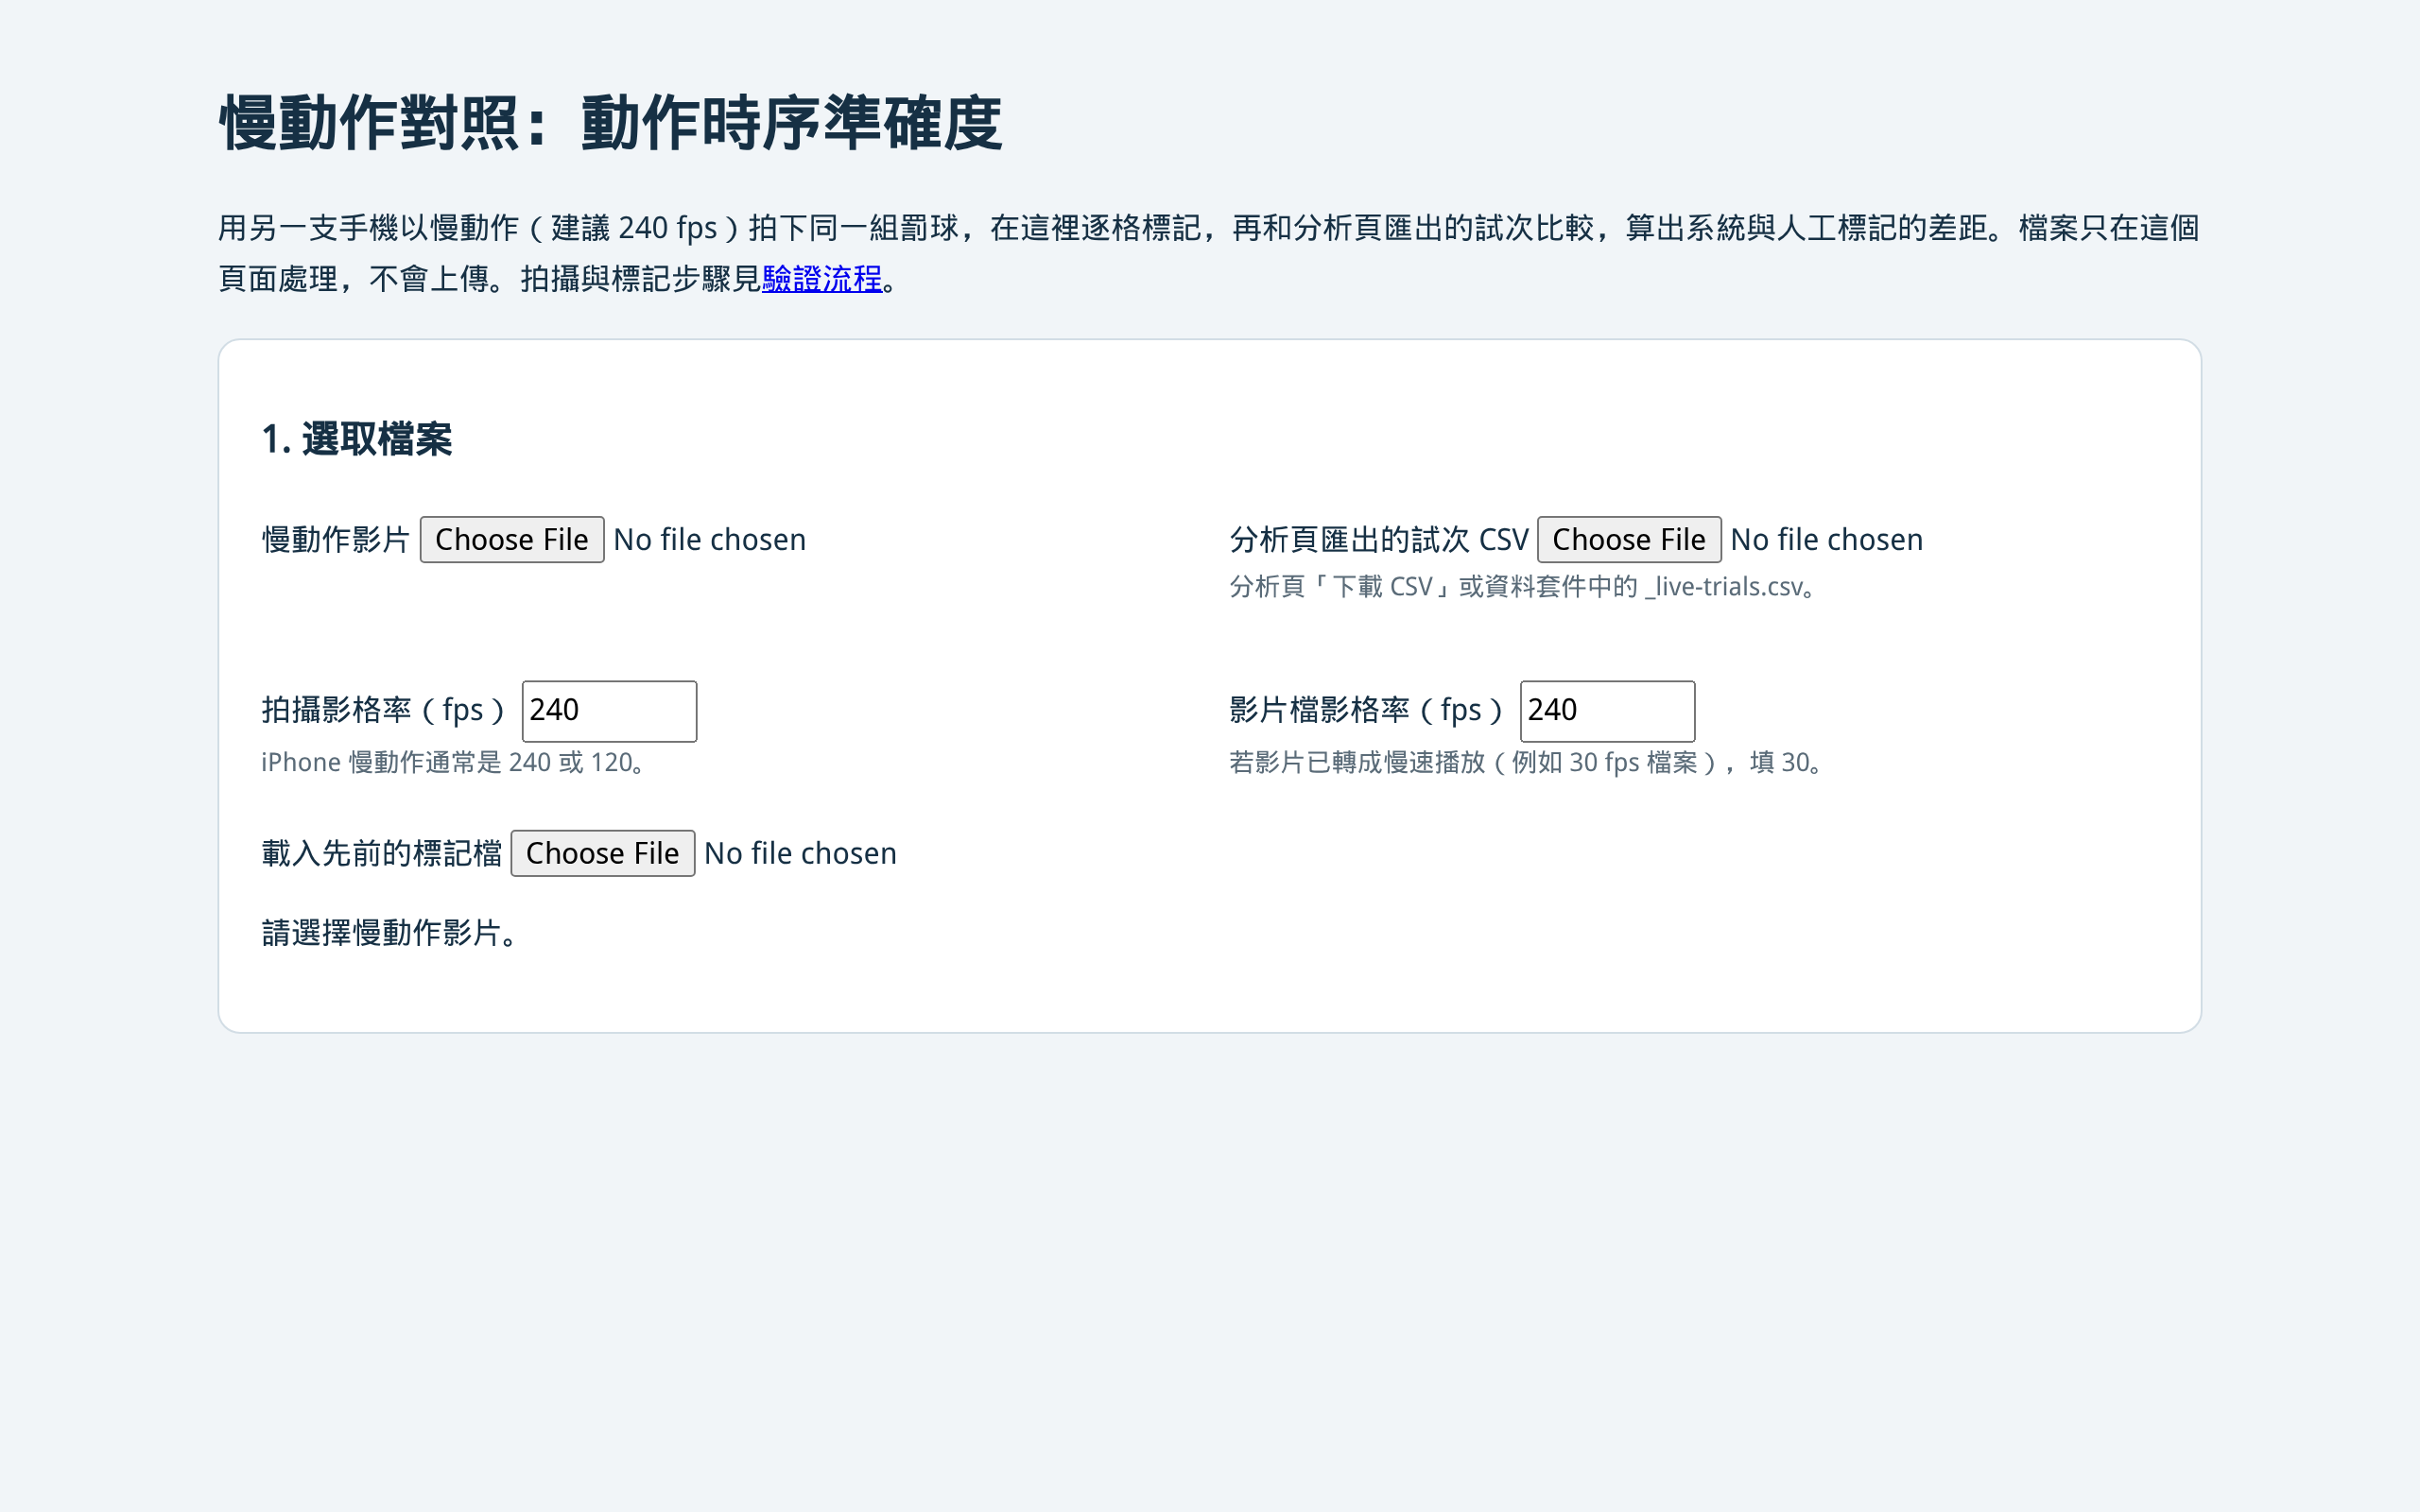 慢動作對照：動作時序準確度
用另一支手機以慢動作（建議 240 fps）拍下同一組罰球，在這裡逐格標記，再和分析頁匯出的試次比較，算出系統與人工標記的差距。檔案只在這個
頁面處理，不會上傳。拍攝與標記步驟見驗證流程。
1. 選取檔案
慢動作影片 Choose File No file chosen
分析頁匯出的試次 CSV Choose File No file chosen
分析頁「下載 CSV」或資料套件中的 _live-trials.csv。
拍攝影格率（fps） 240
iPhone 慢動作通常是 240 或 120。
影片檔影格率（fps） 240
若影片已轉成慢速播放（例如 30 fps 檔案），填 30。
載入先前的標記檔 Choose File No file chosen
請選擇慢動作影片。